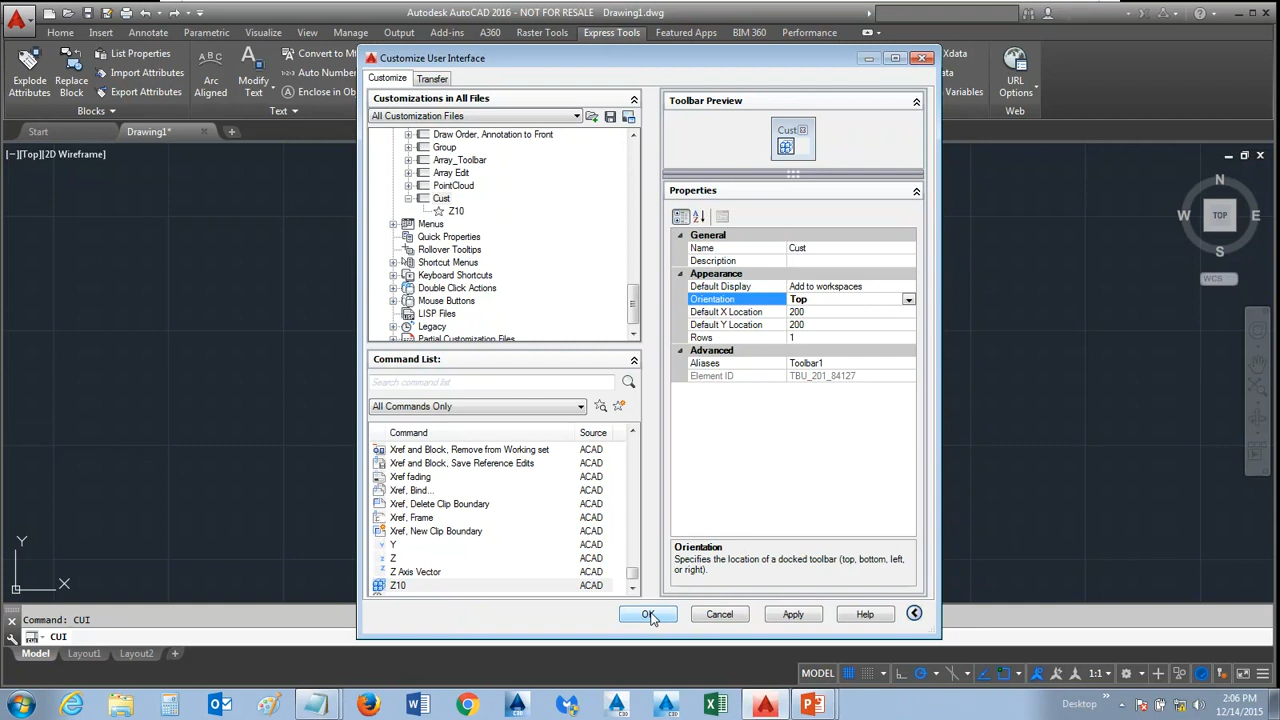 Autodesk AutoCAD 2016 - NOT FOR RESALE Drawing1.dwg
Home Insert Annotate Parametric View Manage Output Add-ins A360 Raster Tools Express Tools Featured Apps BIM 360 Performance
Explode Attributes
Replace Block
List Properties
Import Attributes
Export Attributes
Blocks
Arc Aligned
Modify Text
Convert to M
Auto Number
Enclose in Ob
Text
Xdata
Variables
URL Options
Web
Start
Drawing1*
[−][Top][2D Wireframe]
N
W
TOP
E
S
WCS
Y
X
Customize User Interface
Customize
Transfer
Customizations in All Files
All Customization Files
Draw Order, Annotation to Front
Group
Array_Toolbar
Array Edit
PointCloud
Cust
Z10
Menus
Quick Properties
Rollover Tooltips
Shortcut Menus
Keyboard Shortcuts
Double Click Actions
Mouse Buttons
LISP Files
Legacy
Partial Customization Files
Command List:
Search command list
All Commands Only
Command Source
Xref and Block, Remove from Working set ACAD
Xref and Block, Save Reference Edits ACAD
Xref fading ACAD
Xref, Bind... ACAD
Xref, Delete Clip Boundary ACAD
Xref, Frame ACAD
Xref, New Clip Boundary ACAD
Y ACAD
Z ACAD
Z Axis Vector ACAD
Z10 ACAD
Toolbar Preview
Cust
Properties
General
Name Cust
Description
Appearance
Default Display Add to workspaces
Orientation Top
Default X Location 200
Default Y Location 200
Rows 1
Advanced
Aliases Toolbar1
Element ID TBU_201_84127
Orientation
Specifies the location of a docked toolbar (top, bottom, left,
or right).
OK
Cancel
Apply
Help
Command: CUI
CUI
Model Layout1 Layout2
MODEL
1:1
Desktop
2:06 PM
12/14/2015